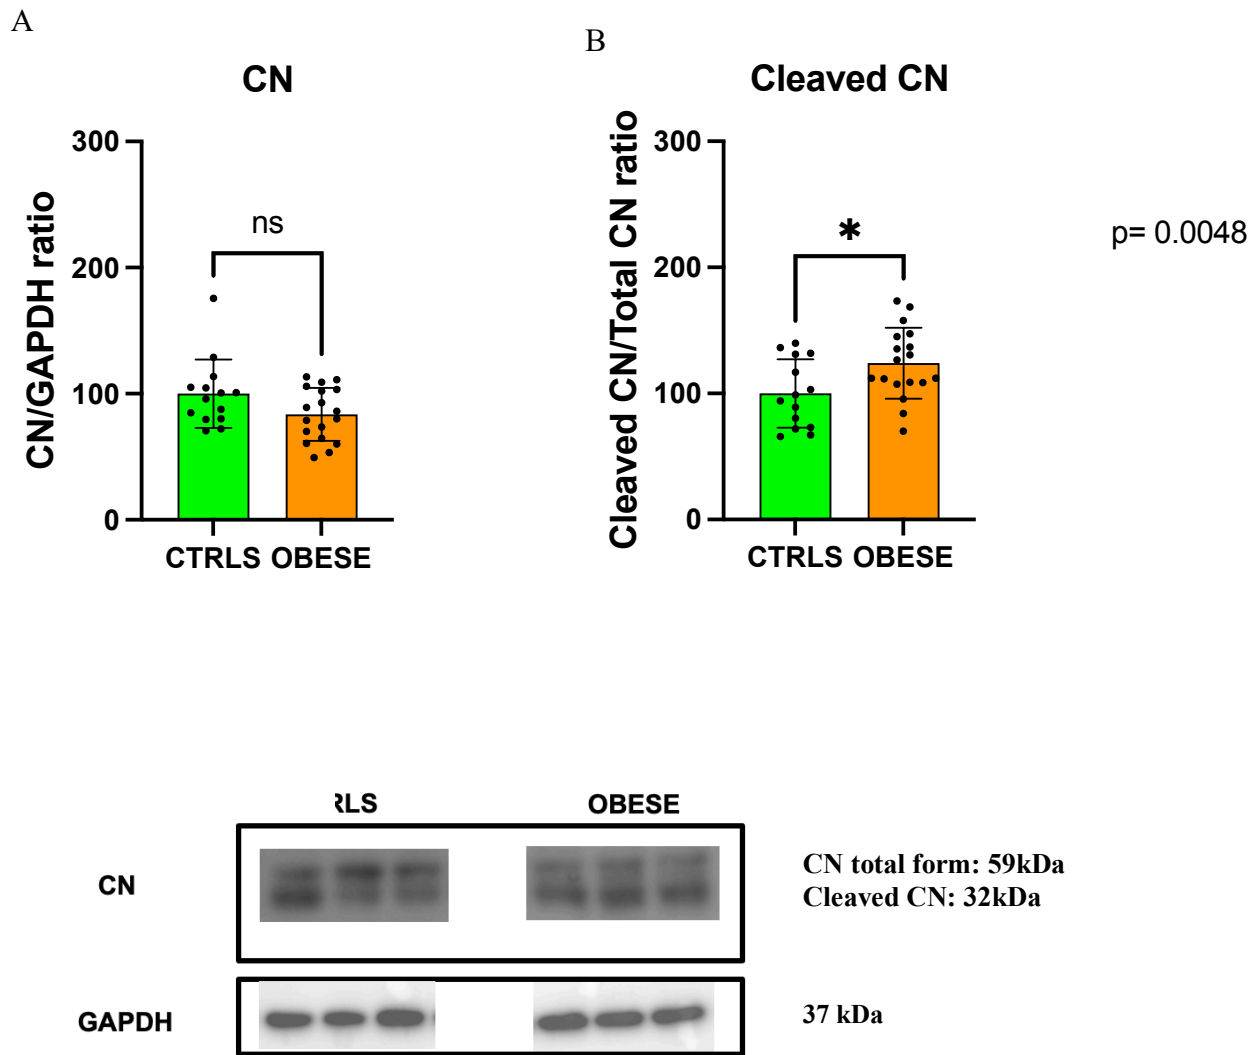 A
B
CN
Cleaved CN
CN/GAPDH ratio
300
200
100
0
ns
CTRLS OBESE
Cleaved CN/Total CN ratio
300
200
100
0
*
p= 0.0048
CTRLS OBESE
RLS
OBESE
CN
CN total form: 59kDa
Cleaved CN: 32kDa
GAPDH
37 kDa